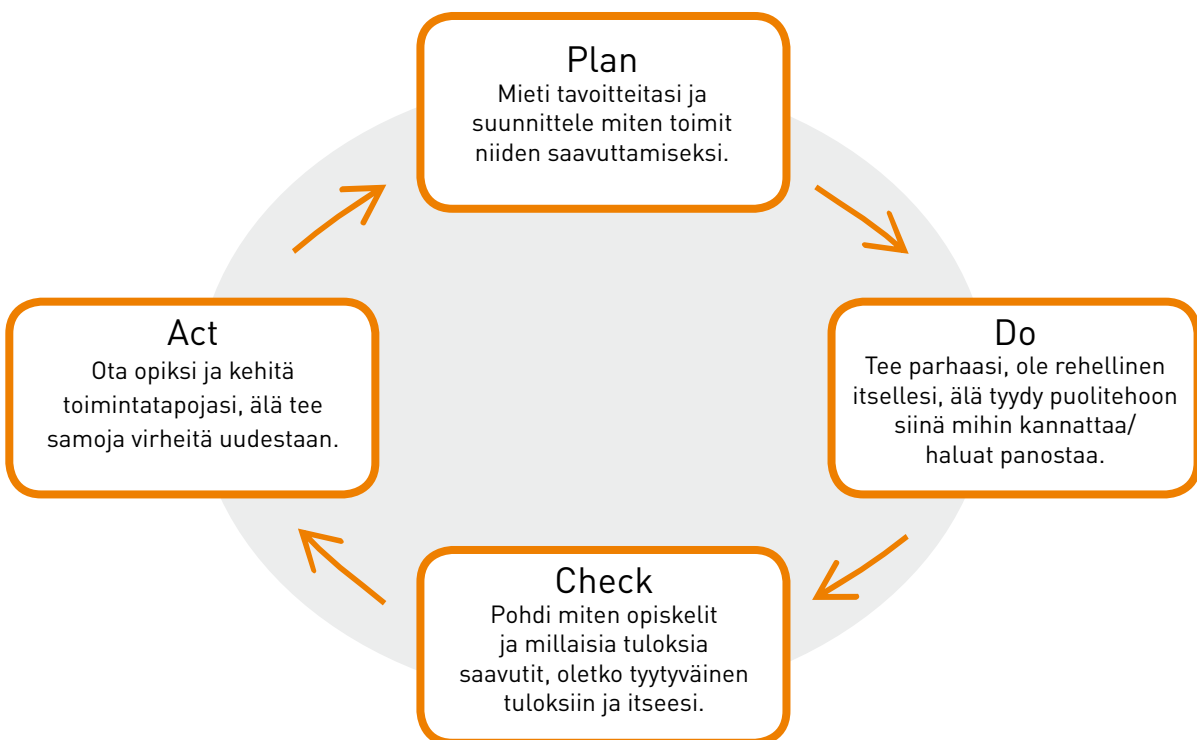 Plan
Mieti tavoitteitasi ja
suunnittele miten toimit
niiden saavuttamiseksi.
Do
Tee parhaasi, ole rehellinen
itsellesi, älä tyydy puolitehoon
siinä mihin kannattaa/
haluat panostaa.
Check
Pohdi miten opiskelit
ja millaisia tuloksia
saavutit, oletko tyytyväinen
tuloksiin ja itseesi.
Act
Ota opiksi ja kehitä
toimintatapojasi, älä tee
samoja virheitä uudestaan.